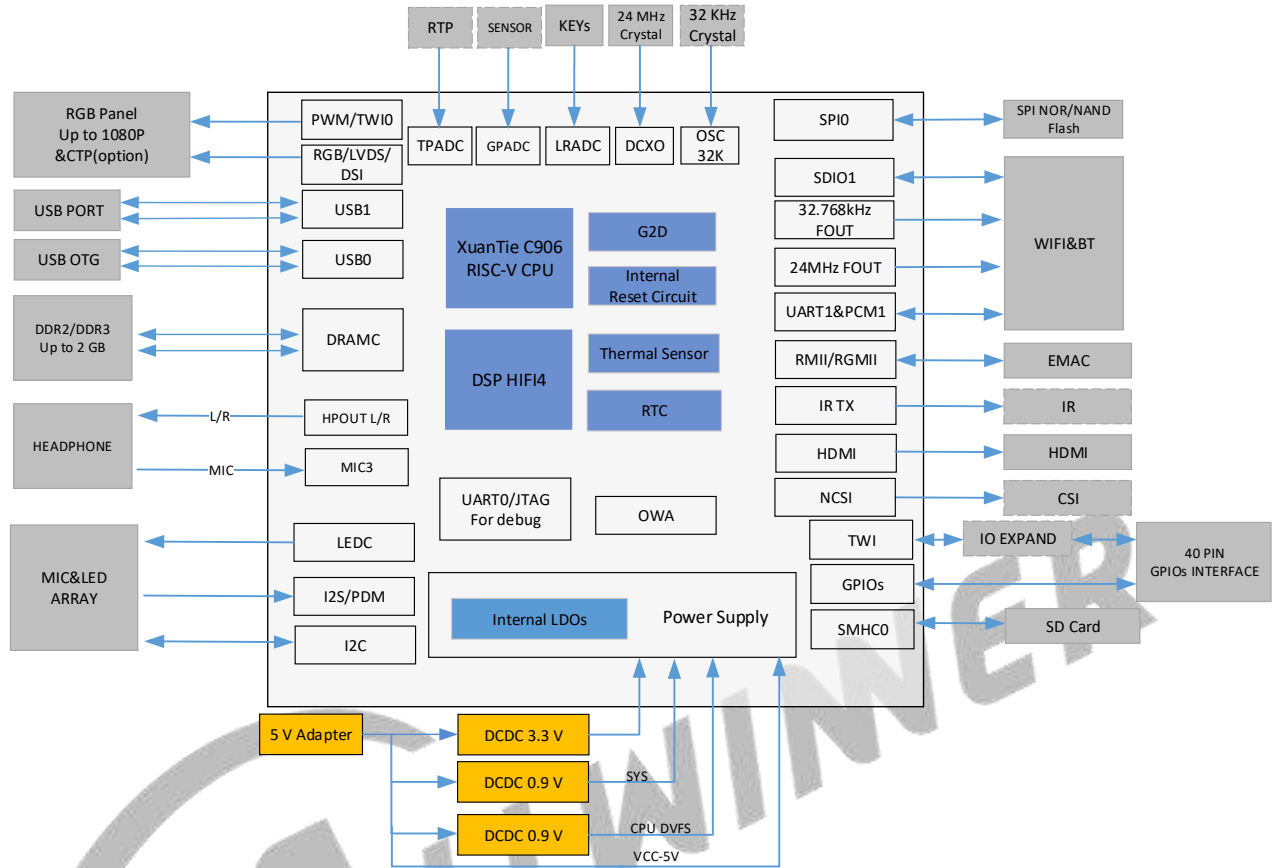 RTP
SENSOR
KEYs
24 MHz
Crystal
32 KHz
Crystal
RGB Panel
Up to 1080P
&CTP(option)
USB PORT
USB OTG
DDR2/DDR3
Up to 2 GB
HEADPHONE
MIC&LED
ARRAY
L/R
MIC
PWM/TWI0
RGB/LVDS/
DSI
USB1
USB0
DRAMC
HPOUT L/R
MIC3
LEDC
I2S/PDM
I2C
TPADC
GPADC
LRADC
DCXO
OSC
32K
XuanTie C906
RISC-V CPU
DSP HIFI4
G2D
Internal
Reset Circuit
Thermal Sensor
RTC
UART0/JTAG
For debug
OWA
Internal LDOs
Power Supply
SPI0
SDIO1
32.768kHz
FOUT
24MHz FOUT
UART1&PCM1
RMII/RGMII
IR TX
HDMI
NCSI
TWI
GPIOs
SMHC0
SPI NOR/NAND
Flash
WIFI&BT
EMAC
IR
HDMI
CSI
IO EXPAND
40 PIN
GPIOs INTERFACE
SD Card
5 V Adapter
DCDC 3.3 V
DCDC 0.9 V
SYS
DCDC 0.9 V
CPU DVFS
VCC-5V